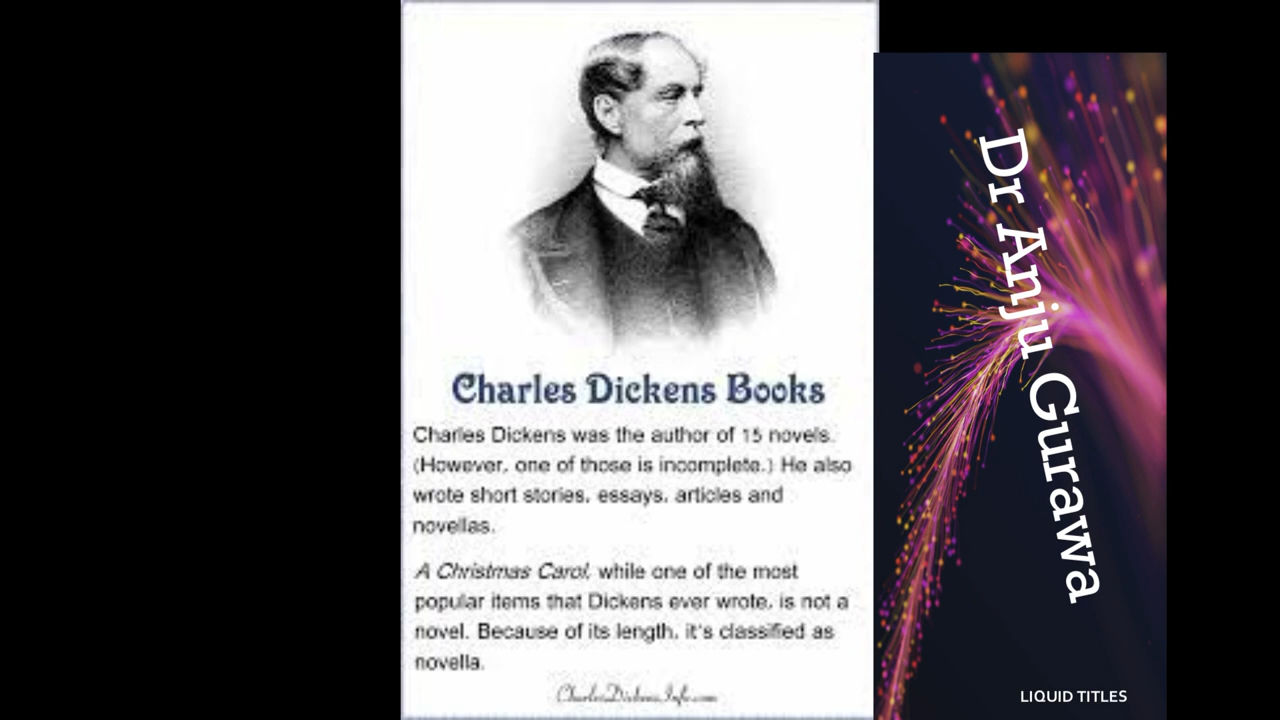 Charles Dickens Books
Charles Dickens was the author of 15 novels.
(However, one of those is incomplete.) He also
wrote short stories, essays, articles and
novellas.
A Christmas Carol, while one of the most
popular items that Dickens ever wrote, is not a
novel. Because of its length, it's classified as
novella.
CharlesDickensInfo.com
Dr Anju Gurawa
LIQUID TITLES